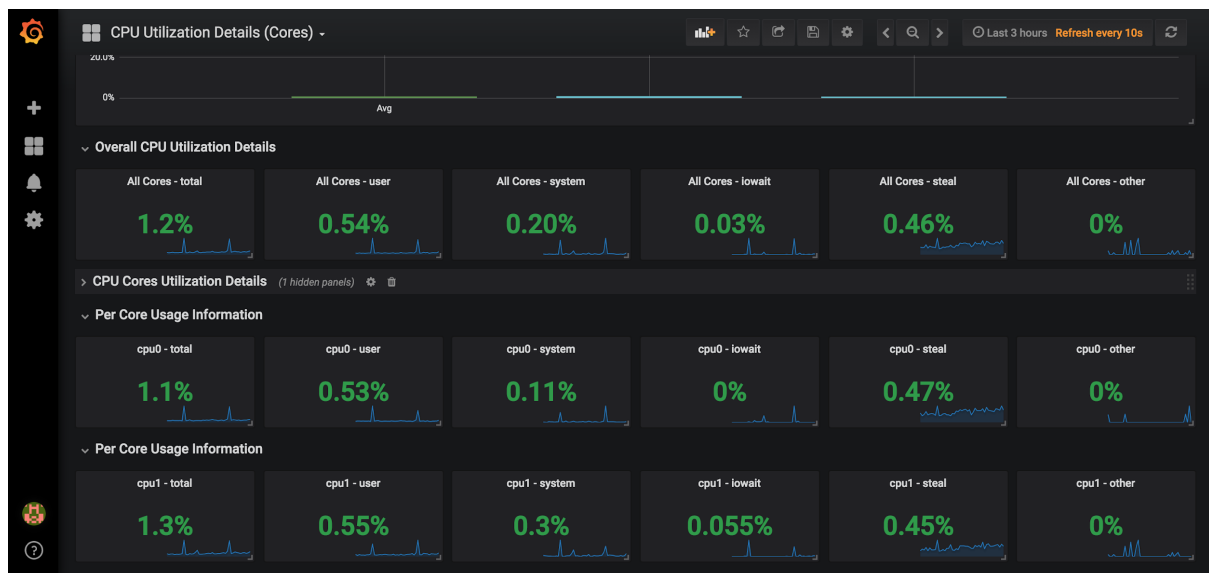 CPU Utilization Details (Cores)
Last 3 hours Refresh every 10s
20.0%
0%
Avg
Overall CPU Utilization Details
All Cores - total
All Cores - user
All Cores - system
All Cores - iowait
All Cores - steal
All Cores - other
1.2%
0.54%
0.20%
0.03%
0.46%
0%
CPU Cores Utilization Details (1 hidden panels)
Per Core Usage Information
cpu0 - total
cpu0 - user
cpu0 - system
cpu0 - iowait
cpu0 - steal
cpu0 - other
1.1%
0.53%
0.11%
0%
0.47%
0%
Per Core Usage Information
cpu1 - total
cpu1 - user
cpu1 - system
cpu1 - iowait
cpu1 - steal
cpu1 - other
1.3%
0.55%
0.3%
0.055%
0.45%
0%